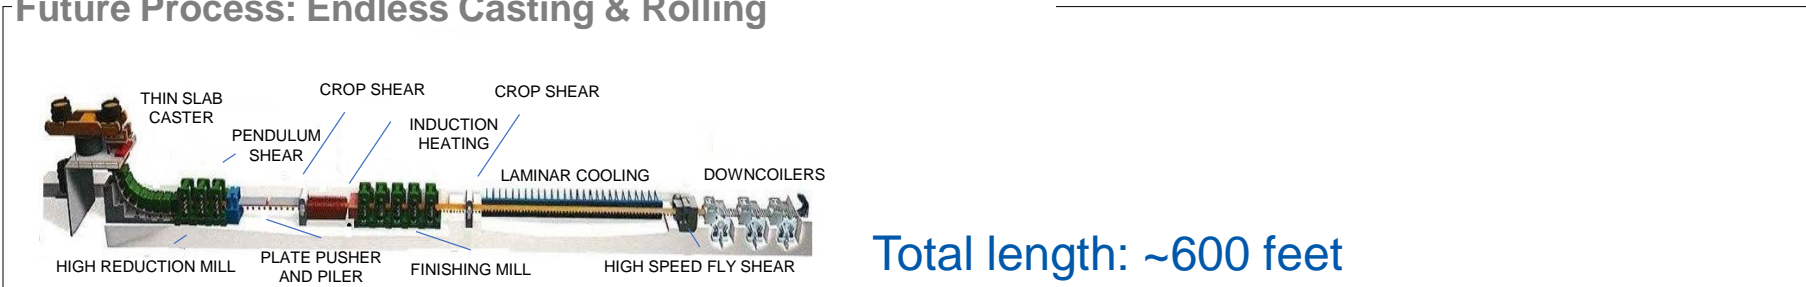 Future Process: Endless Casting & Rolling
CROP SHEAR
CROP SHEAR
THIN SLAB
CASTER
INDUCTION
HEATING
PENDULUM
SHEAR
LAMINAR COOLING
DOWNCOILERS
HIGH REDUCTION MILL
PLATE PUSHER
AND PILER
FINISHING MILL
HIGH SPEED FLY SHEAR
Total length: ~600 feet